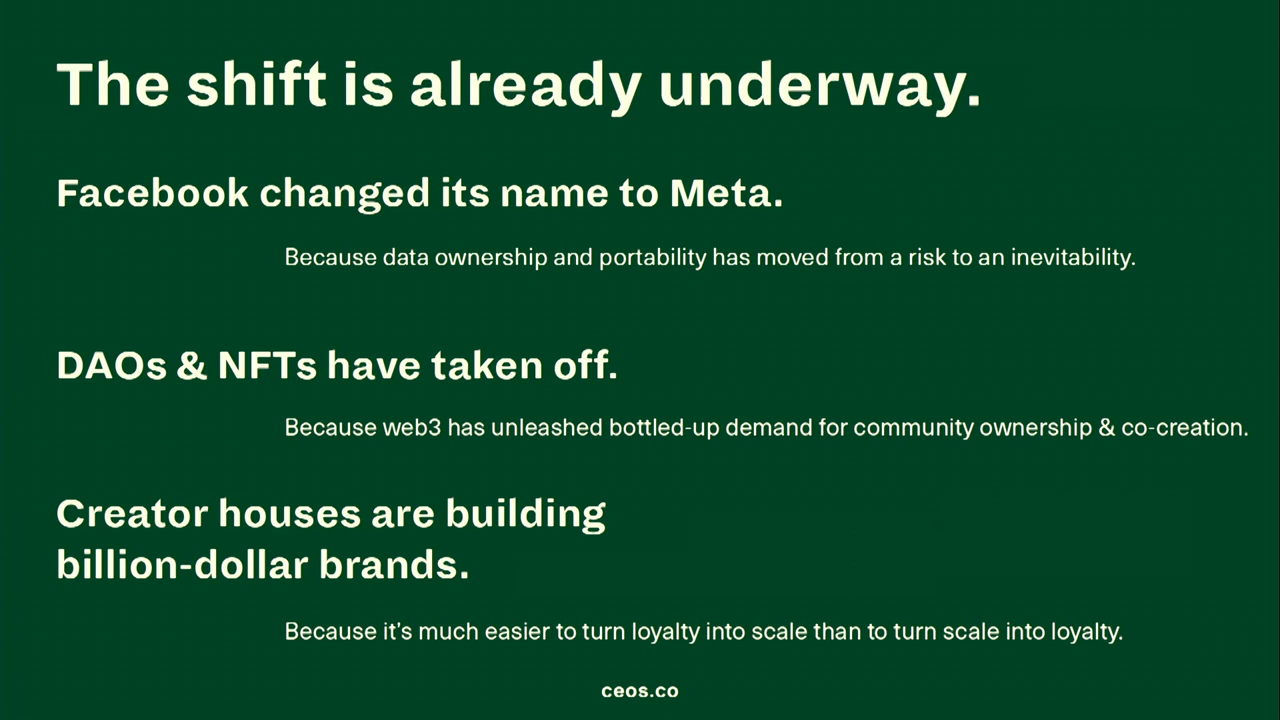 The shift is already underway.
Facebook changed its name to Meta.
Because data ownership and portability has moved from a risk to an inevitability.
DAOs & NFTs have taken off.
Because web3 has unleashed bottled-up demand for community ownership & co-creation.
Creator houses are building
billion-dollar brands.
Because it’s much easier to turn loyalty into scale than to turn scale into loyalty.
ceos.co